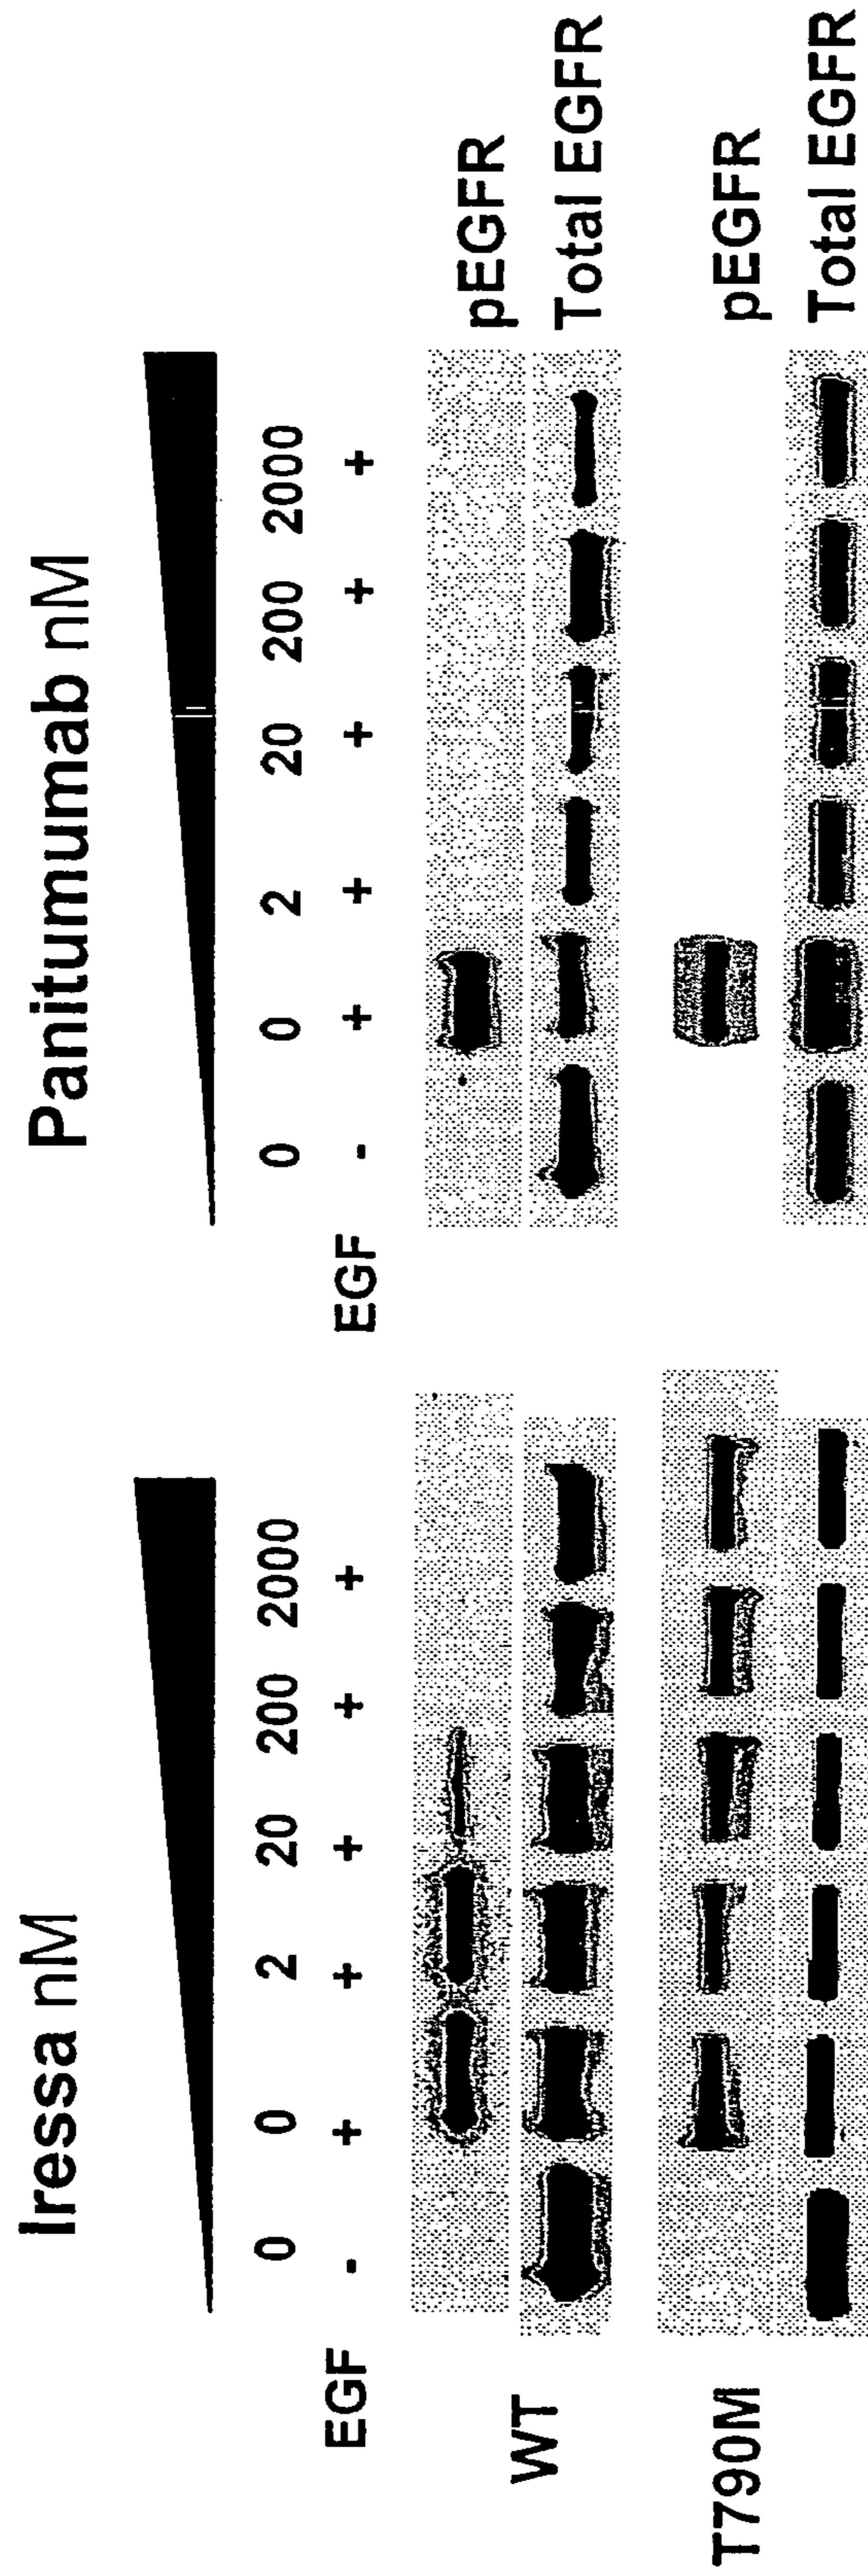 Iressa nM
0 0 2 20 200 2000
EGF - + + + + +
Panitumumab nM
0 0 2 20 200 2000
EGF - + + + + +
WT
pEGFR
Total EGFR
T790M
pEGFR
Total EGFR